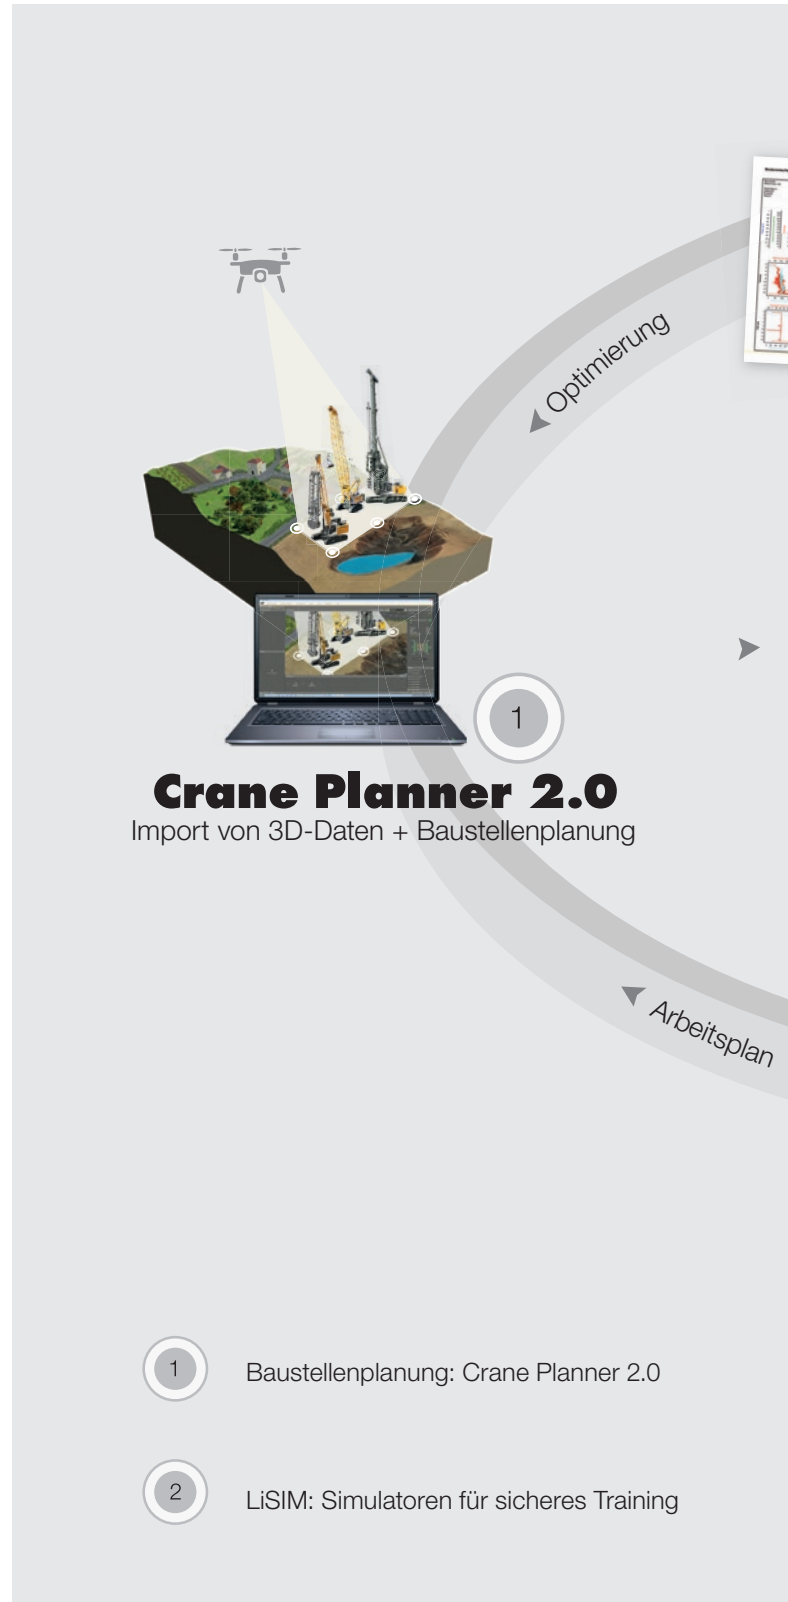 Optimierung
1
Crane Planner 2.0
Import von 3D-Daten + Baustellenplanung
Arbeitsplan
1 Baustellenplanung: Crane Planner 2.0
2 LiSIM: Simulatoren für sicheres Training